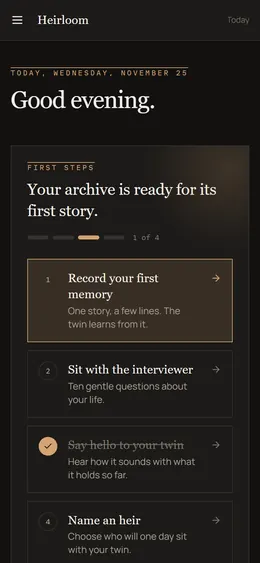 Heirloom
Today
TODAY, WEDNESDAY, NOVEMBER 25
Good evening.
FIRST STEPS
Your archive is ready for its
first story.
1 of 4
1
Record your first
memory
One story, a few lines. The
twin learns from it.
2
Sit with the interviewer
Ten gentle questions about
your life.
Say hello to your twin
Hear how it sounds with what
it holds so far.
4
Name an heir
Choose who will one day sit
with your twin.